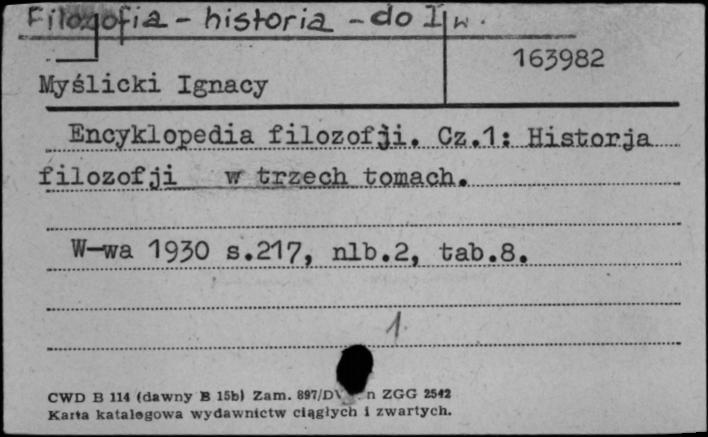 Filozofia - historia - do I w.
163982
Myślicki Ignacy
Encyklopedia filozofji. Cz.1: Historja
filozofji w trzech tomach.
W-wa 1930 s.217, nlb.2, tab.8.
1
CWD B 114 (dawny B 15b) Zam. 897/D n ZGG 2542
Karta katalogowa wydawnictw ciągłych i zwartych.